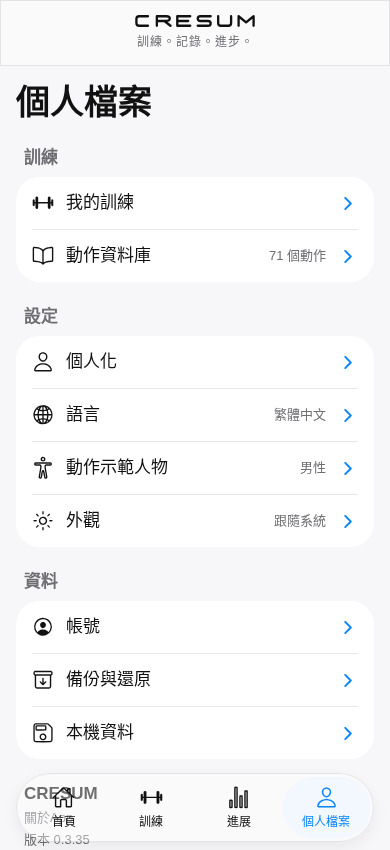 CRESUM
訓練。記錄。進步。
個人檔案
訓練
我的訓練
動作資料庫 71 個動作
設定
個人化
語言 繁體中文
動作示範人物 男性
外觀 跟隨系統
資料
帳號
備份與還原
本機資料
CRESUM
關於
版本 0.3.35
首頁 訓練 進展 個人檔案